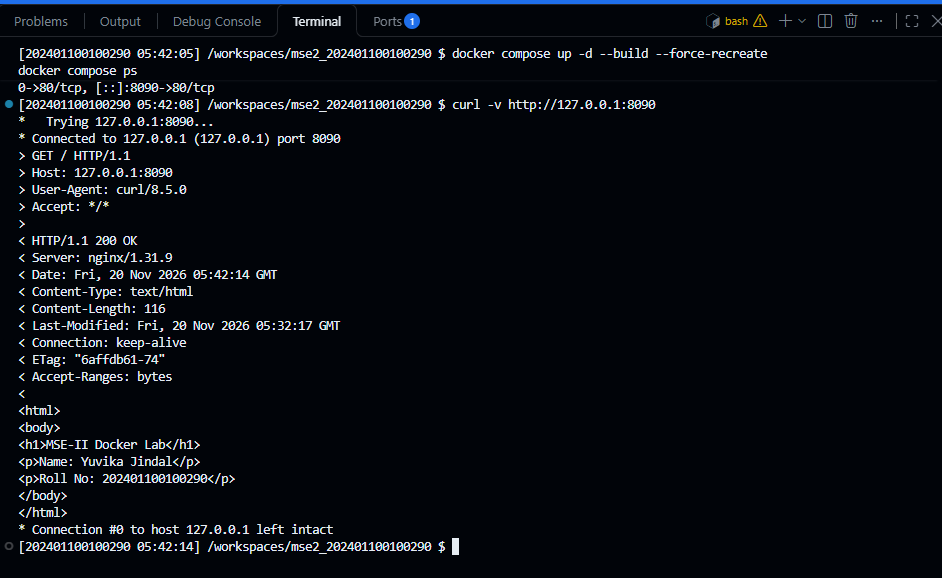 Problems Output Debug Console Terminal Ports 1 bash
[202401100100290 05:42:05] /workspaces/mse2_202401100100290 $ docker compose up -d --build --force-recreate
docker compose ps
0->80/tcp, [::]:8090->80/tcp
[202401100100290 05:42:08] /workspaces/mse2_202401100100290 $ curl -v http://127.0.0.1:8090
*   Trying 127.0.0.1:8090...
* Connected to 127.0.0.1 (127.0.0.1) port 8090
> GET / HTTP/1.1
> Host: 127.0.0.1:8090
> User-Agent: curl/8.5.0
> Accept: */*
>
< HTTP/1.1 200 OK
< Server: nginx/1.31.9
< Date: Fri, 20 Nov 2026 05:42:14 GMT
< Content-Type: text/html
< Content-Length: 116
< Last-Modified: Fri, 20 Nov 2026 05:32:17 GMT
< Connection: keep-alive
< ETag: "6affdb61-74"
< Accept-Ranges: bytes
<
<html>
<body>
<h1>MSE-II Docker Lab</h1>
<p>Name: Yuvika Jindal</p>
<p>Roll No: 202401100100290</p>
</body>
</html>
* Connection #0 to host 127.0.0.1 left intact
[202401100100290 05:42:14] /workspaces/mse2_202401100100290 $